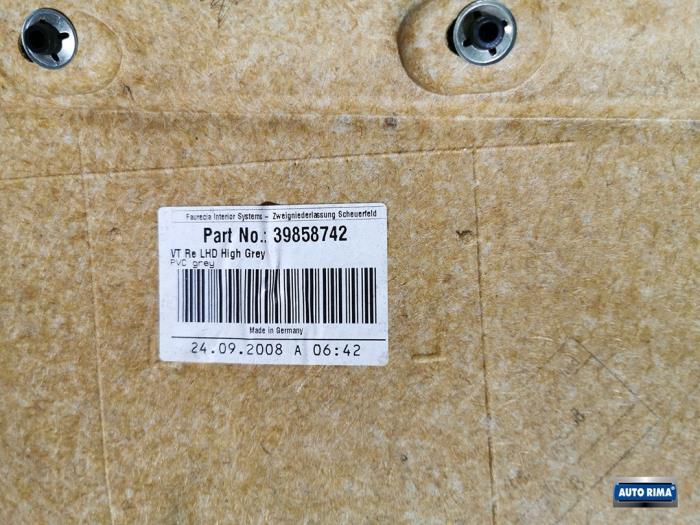 Faurecia Interior Systems - Zweigniederlassung Scheuerfeld
Part No.: 39858742
VT Re LHD High Grey
PVC grey
Made in Germany
24.09.2008 A 06:42
AUTO RIMA®